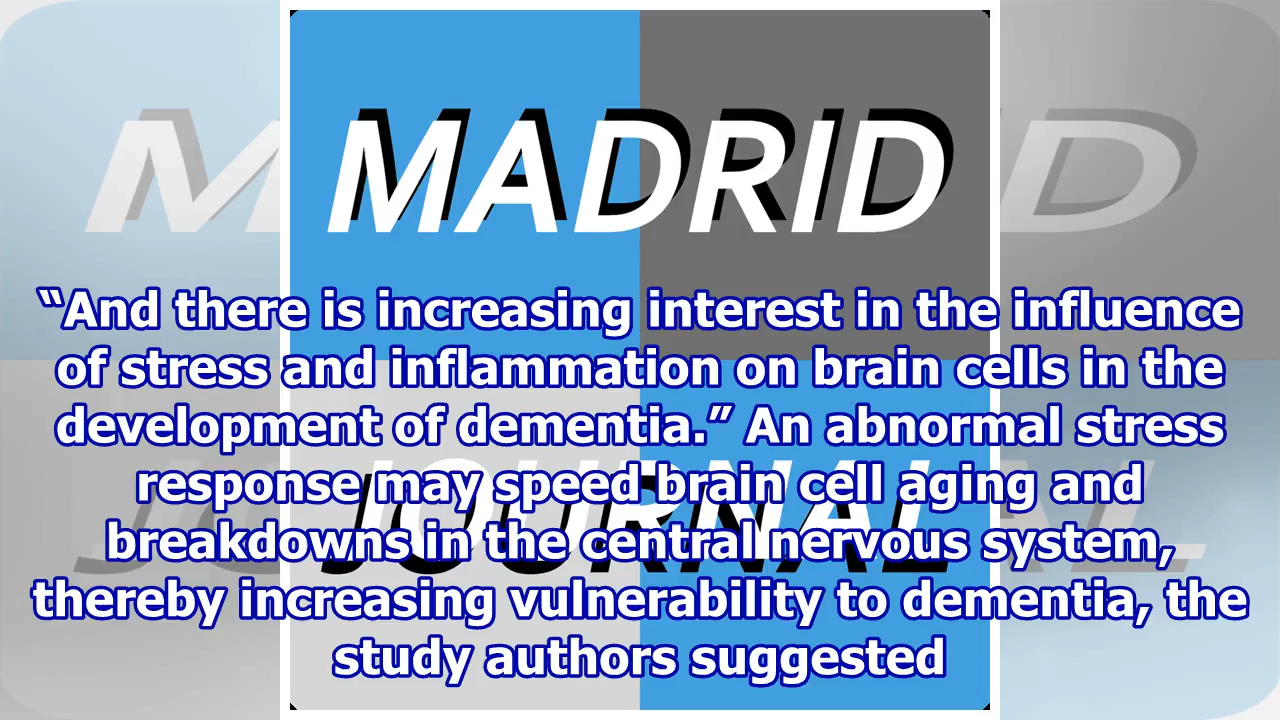 MADRID
“And there is increasing interest in the influence
of stress and inflammation on brain cells in the
development of dementia.” An abnormal stress
response may speed brain cell aging and
JOURNAL
breakdowns in the central nervous system,
thereby increasing vulnerability to dementia, the
study authors suggested